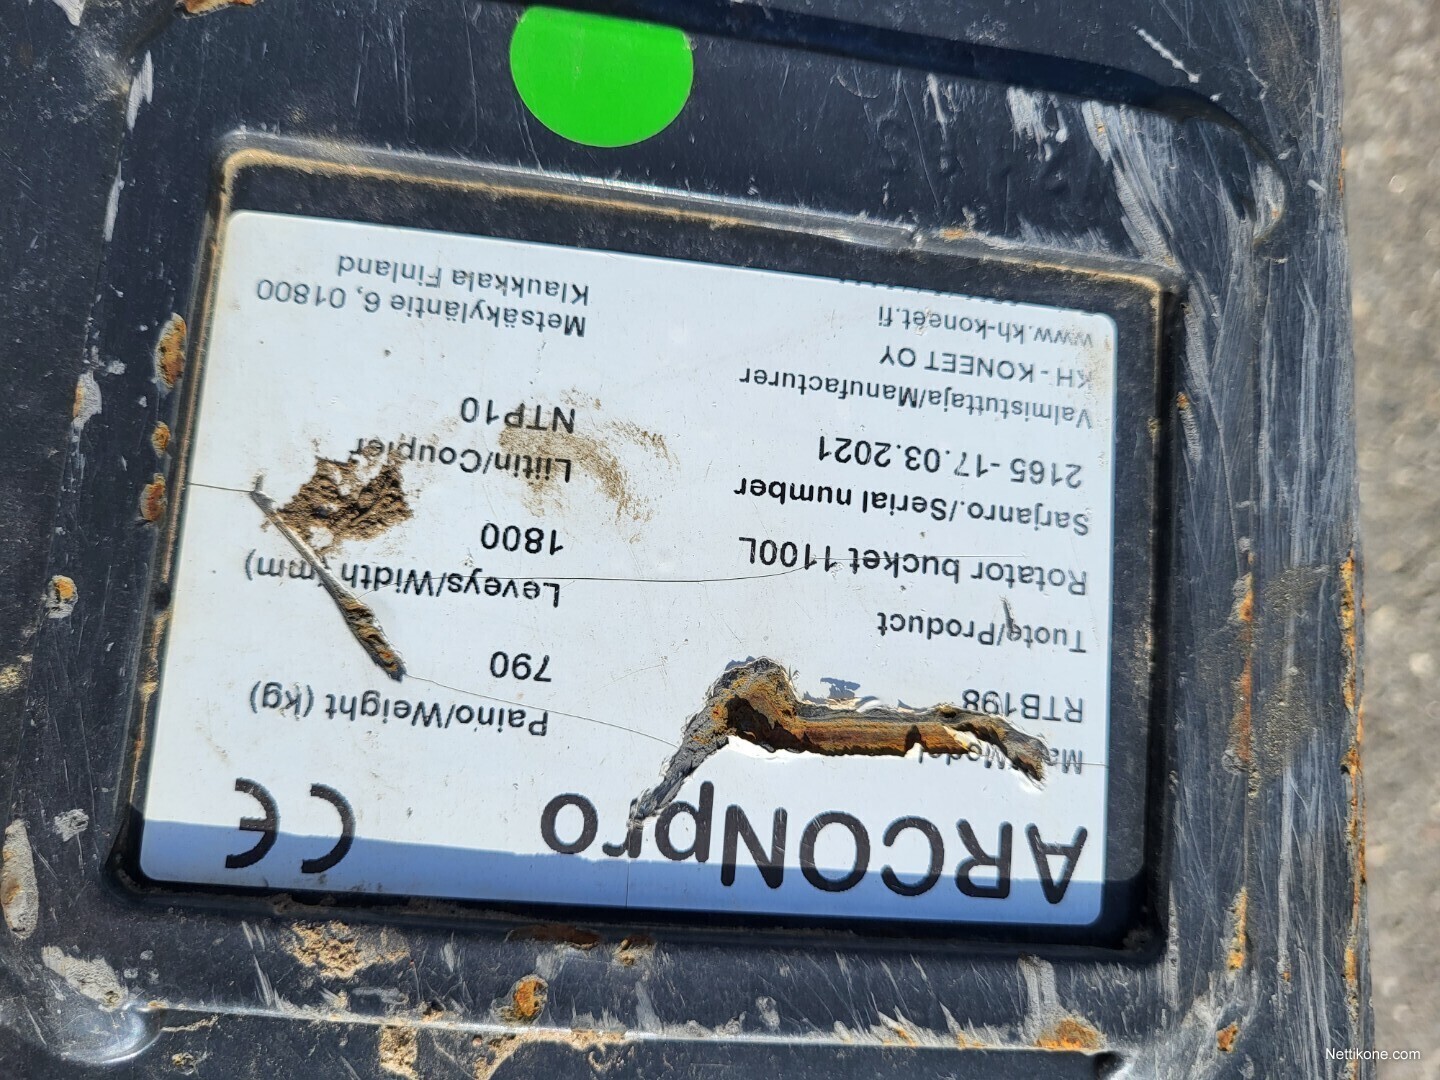 ARCONpro CE
RTB198
Tuote/Product
Rotator bucket 1100L
Sarjanro./Serial number
2165 - 17.03.2021
Valmistuttaja/Manufacturer
KH - KONEET OY
www.kh-koneet.fi
Paino/Weight (kg)
790
Leveys/Width (mm)
1800
Liitin/Coupler
NTP10
Metsäkyläntie 6, 01800
Klaukkala Finland
Nettikone.com